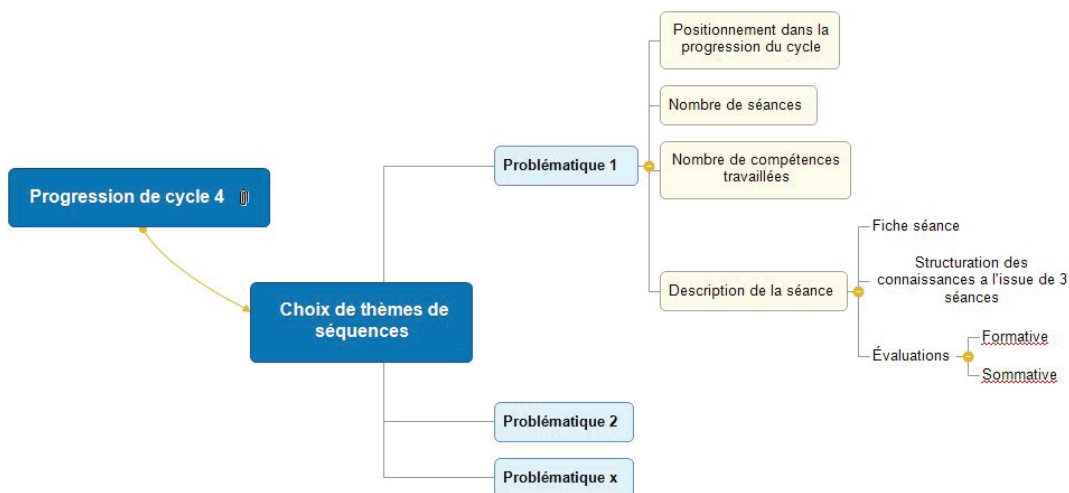 Progression de cycle 4
Choix de thèmes de
séquences
Problématique 1
Positionnement dans la
progression du cycle
Nombre de séances
Nombre de compétences
travaillées
Description de la séance
Fiche séance
Structuration des
connaissances a l'issue de 3
séances
Évaluations
Formative
Sommative
Problématique 2
Problématique x